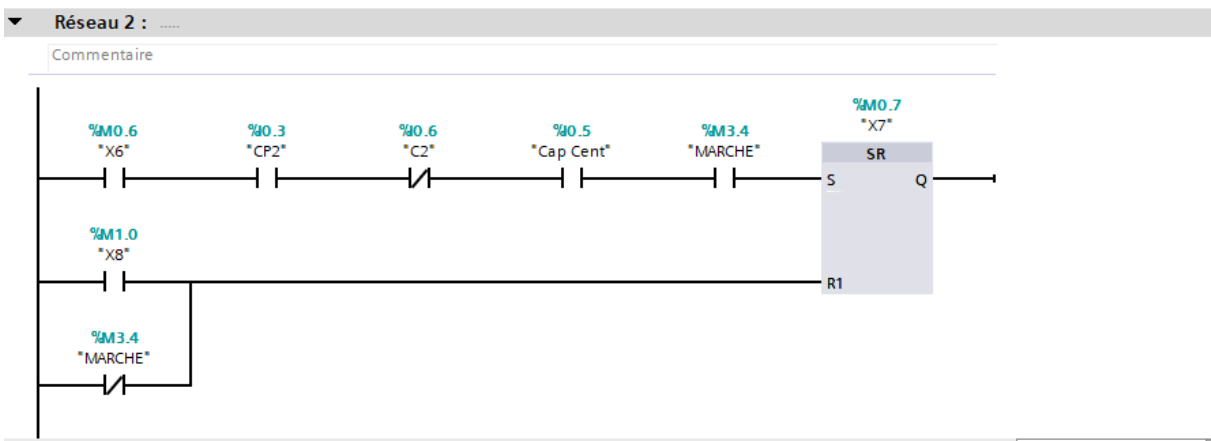 Réseau 2 : .....
Commentaire
%M0.7
"X7"
%M0.6 %I0.3 %I0.6 %I0.5 %M3.4
"X6" "CP2" "C2" "Cap Cent" "MARCHE"
SR
S Q
%M1.0
"X8"
R1
%M3.4
"MARCHE"